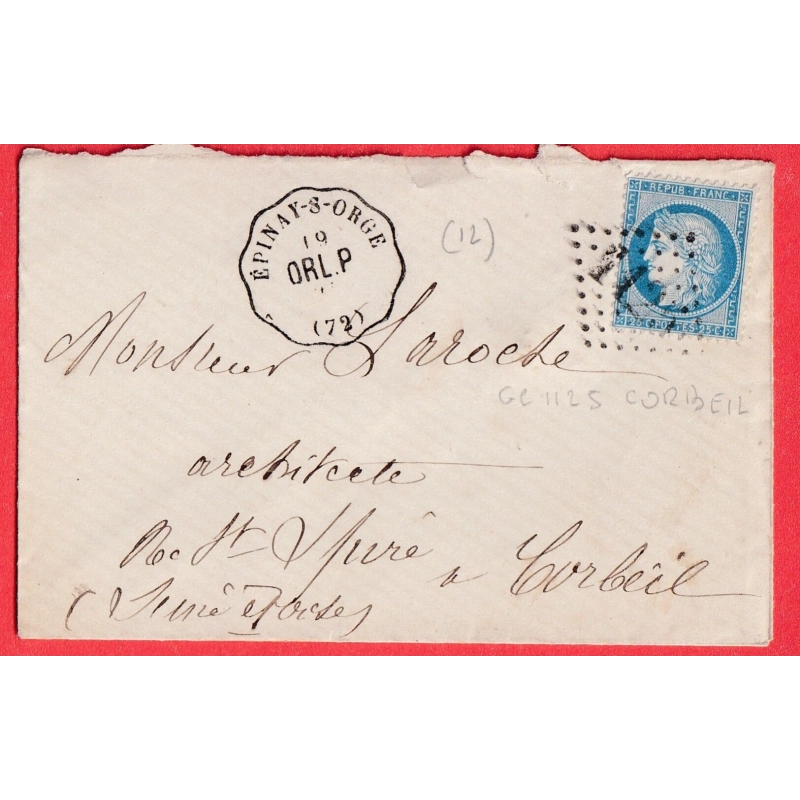 ÉPINAY-S-ORGE
19
ORL.P
(72)
(12)
REPUB. FRANC.
25 C. POSTES 25 C.
Monsieur Laroche
GC 1125 CORBEIL
architecte
Re St Spire
a Corbeil
(Seine et Oise)